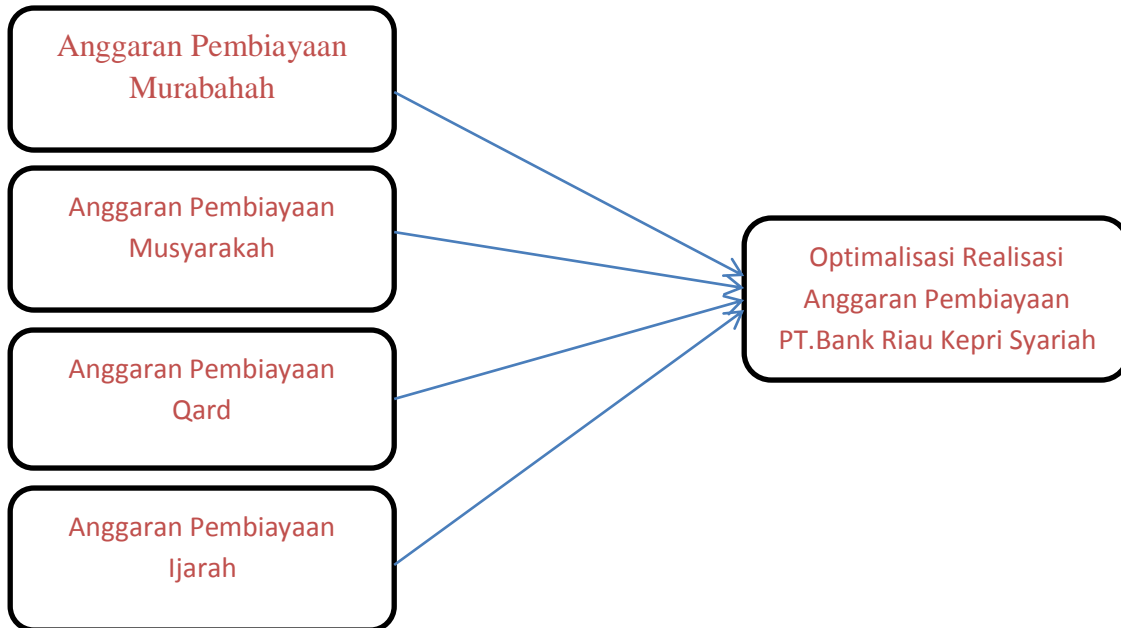 Anggaran Pembiayaan
Murabahah
Anggaran Pembiayaan
Musyarakah
Anggaran Pembiayaan
Qard
Anggaran Pembiayaan
Ijarah
Optimalisasi Realisasi
Anggaran Pembiayaan
PT.Bank Riau Kepri Syariah